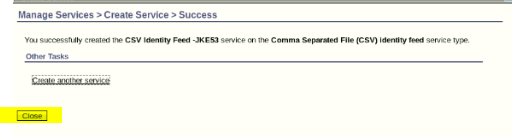 Manage Services > Create Service > Success
You successfully created the CSV Identity Feed -JKE53 service on the Comma Separated File (CSV) identity feed service type.
Other Tasks
Create another service
Close